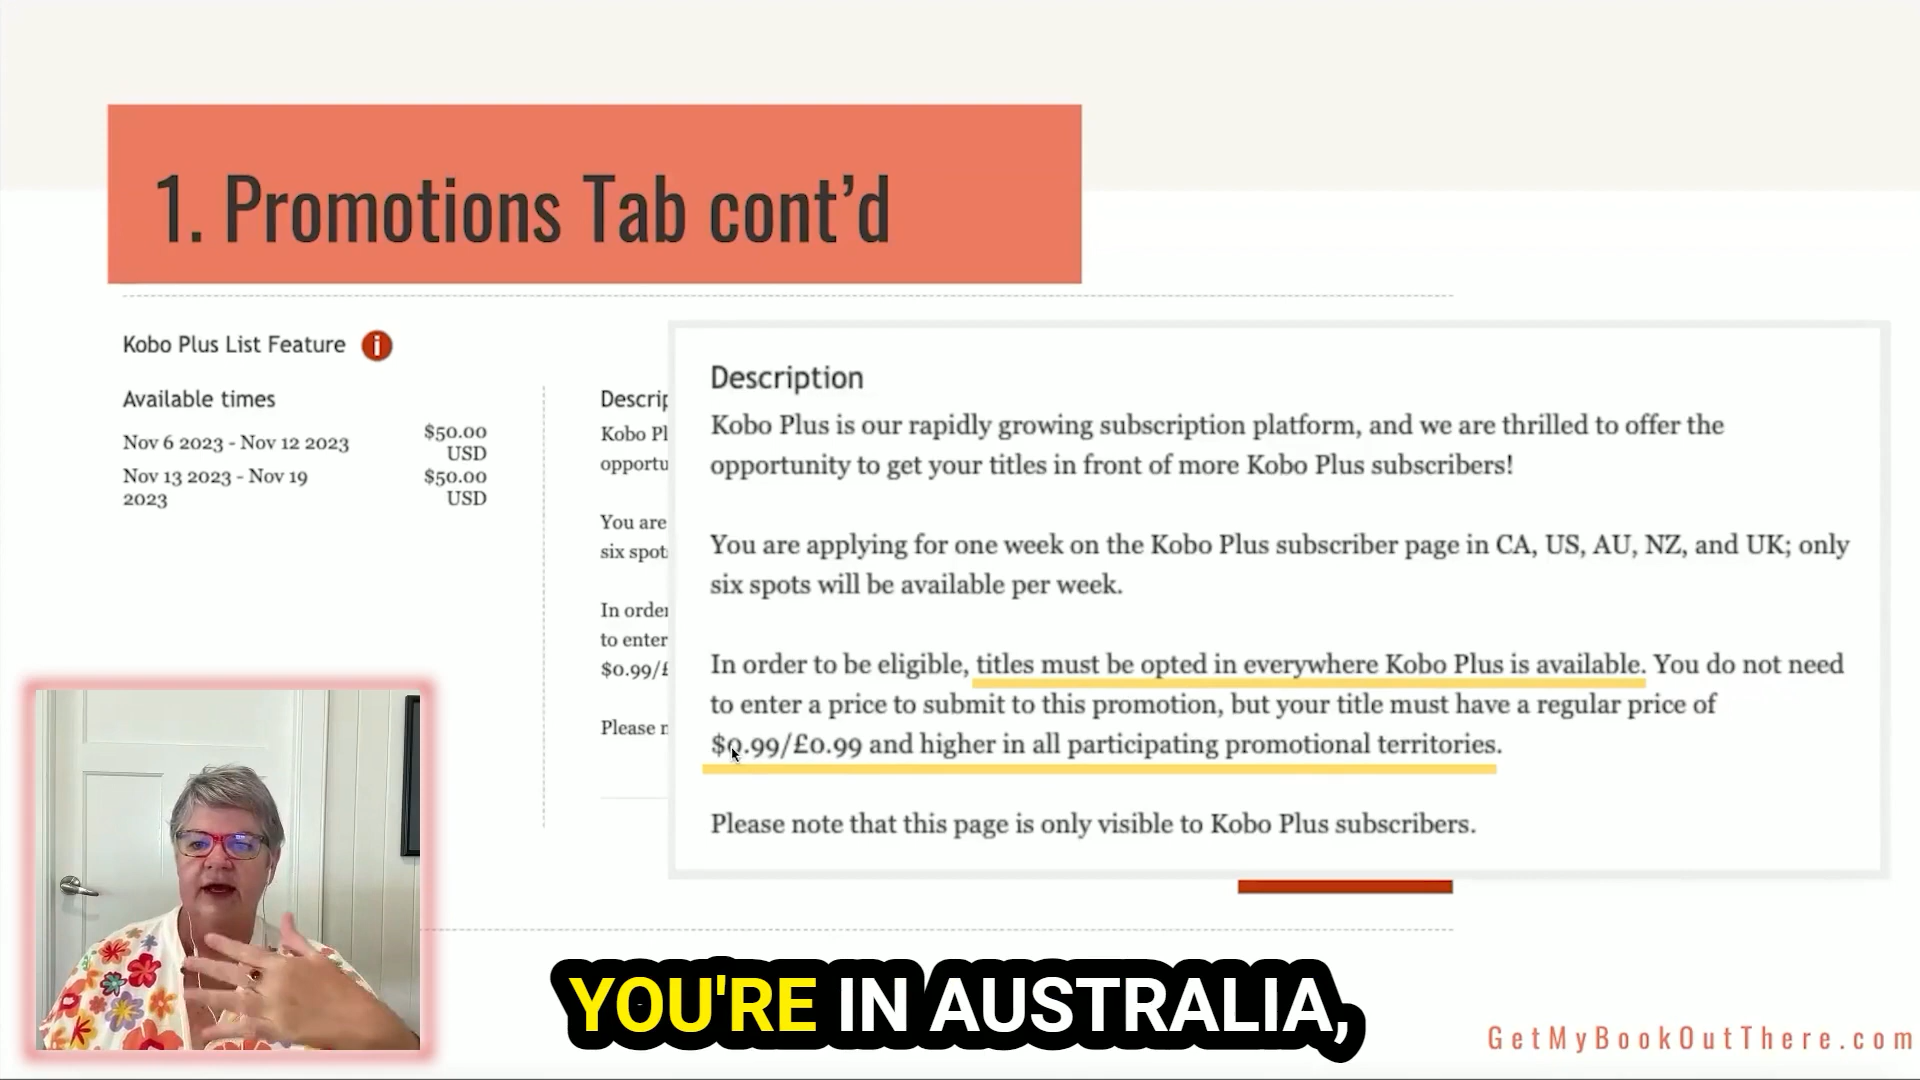 1. Promotions Tab cont’d
Kobo Plus List Feature
i
Available times
Nov 6 2023 - Nov 12 2023
$50.00
USD
Nov 13 2023 - Nov 19
2023
$50.00
USD
Descrip
Kobo Pl
opportu
You are
six spot
In order
to enter
$0.99/£
Please n
Description
Kobo Plus is our rapidly growing subscription platform, and we are thrilled to offer the
opportunity to get your titles in front of more Kobo Plus subscribers!
You are applying for one week on the Kobo Plus subscriber page in CA, US, AU, NZ, and UK; only
six spots will be available per week.
In order to be eligible, titles must be opted in everywhere Kobo Plus is available. You do not need
to enter a price to submit to this promotion, but your title must have a regular price of
$0.99/£0.99 and higher in all participating promotional territories.
Please note that this page is only visible to Kobo Plus subscribers.
YOU'RE IN AUSTRALIA,
GetMyBookOutThere.com